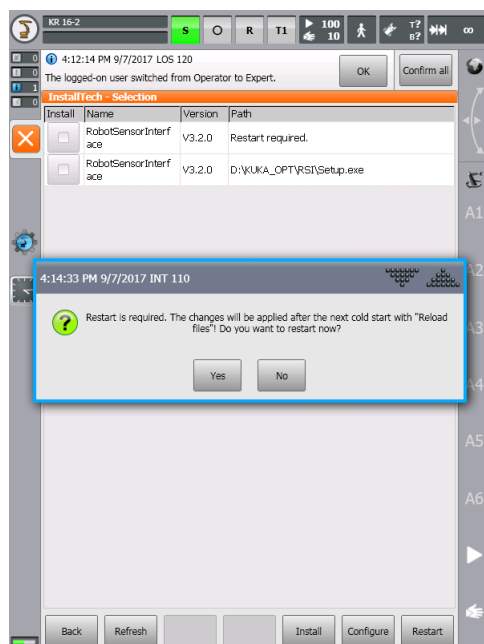 KR 16-2
S O R T1 100 10 T? B? ∞
0
0
1
0
4:12:14 PM 9/7/2017 LOS 120
The logged-on user switched from Operator to Expert.
OK
Confirm all
InstallTech - Selection
Install Name Version Path
RobotSensorInterf
ace
V3.2.0 Restart required.
RobotSensorInterf
ace
V3.2.0 D:\KUKA_OPT\RSI\Setup.exe
A1
A2
A3
A4
A5
A6
4:14:33 PM 9/7/2017 INT 110
Restart is required. The changes will be applied after the next cold start with "Reload
files"! Do you want to restart now?
Yes No
Back Refresh Install Configure Restart